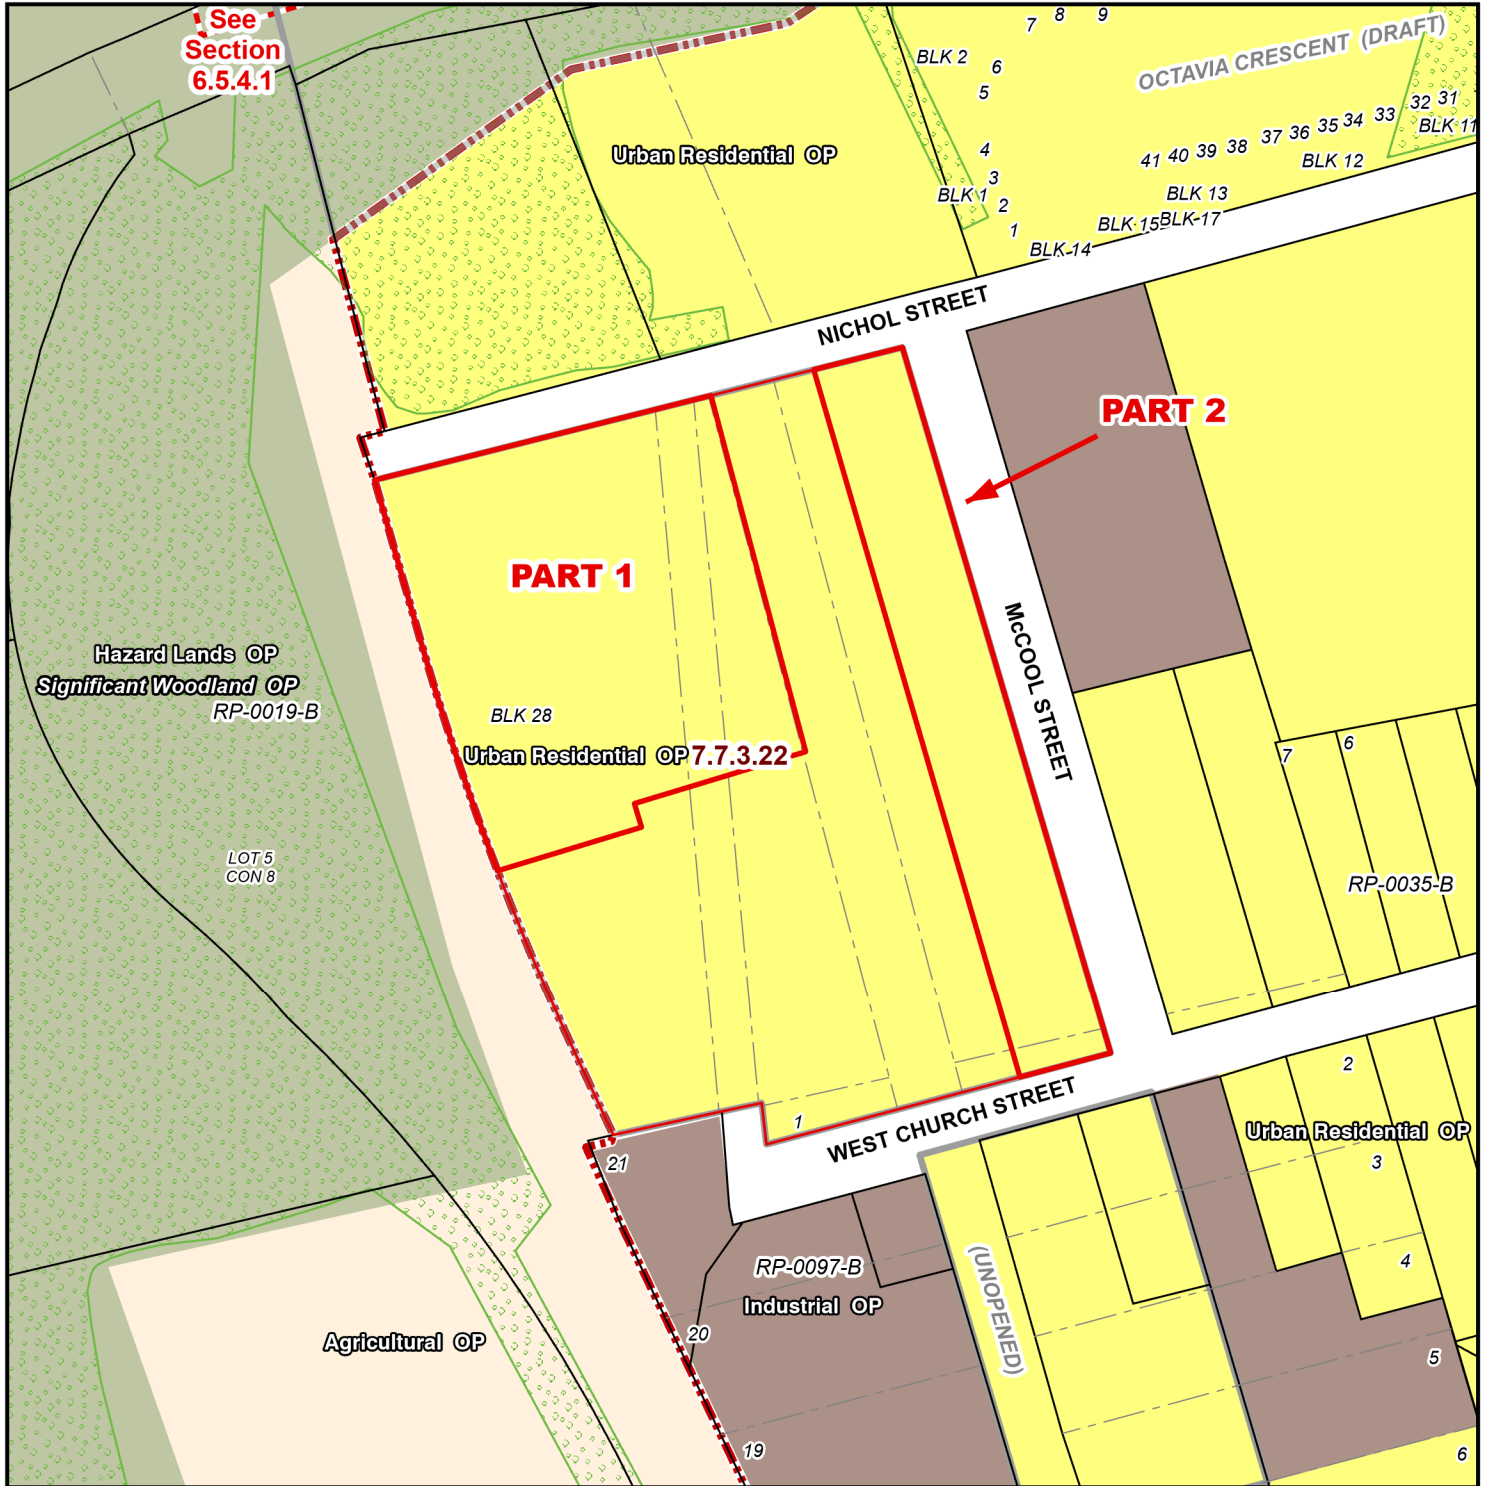 See
Section
6.5.4.1
7
8
9
OCTAVIA CRESCENT (DRAFT)
BLK 2
6
5
4
3
2
1
BLK 1
32
31
33
34
35
36
37
38
39
40
41
BLK 11
BLK 12
BLK 13
BLK 15
BLK 17
BLK 14
Urban Residential OP
NICHOL STREET
PART 2
PART 1
McCOOL STREET
Hazard Lands OP
Significant Woodland OP
RP-0019-B
BLK 28
Urban Residential OP 7.7.3.22
7
6
LOT 5
CON 8
RP-0035-B
1
WEST CHURCH STREET
2
Urban Residential OP
3
21
4
(UNOPENED)
RP-0097-B
Industrial OP
20
Agricultural OP
5
19
6